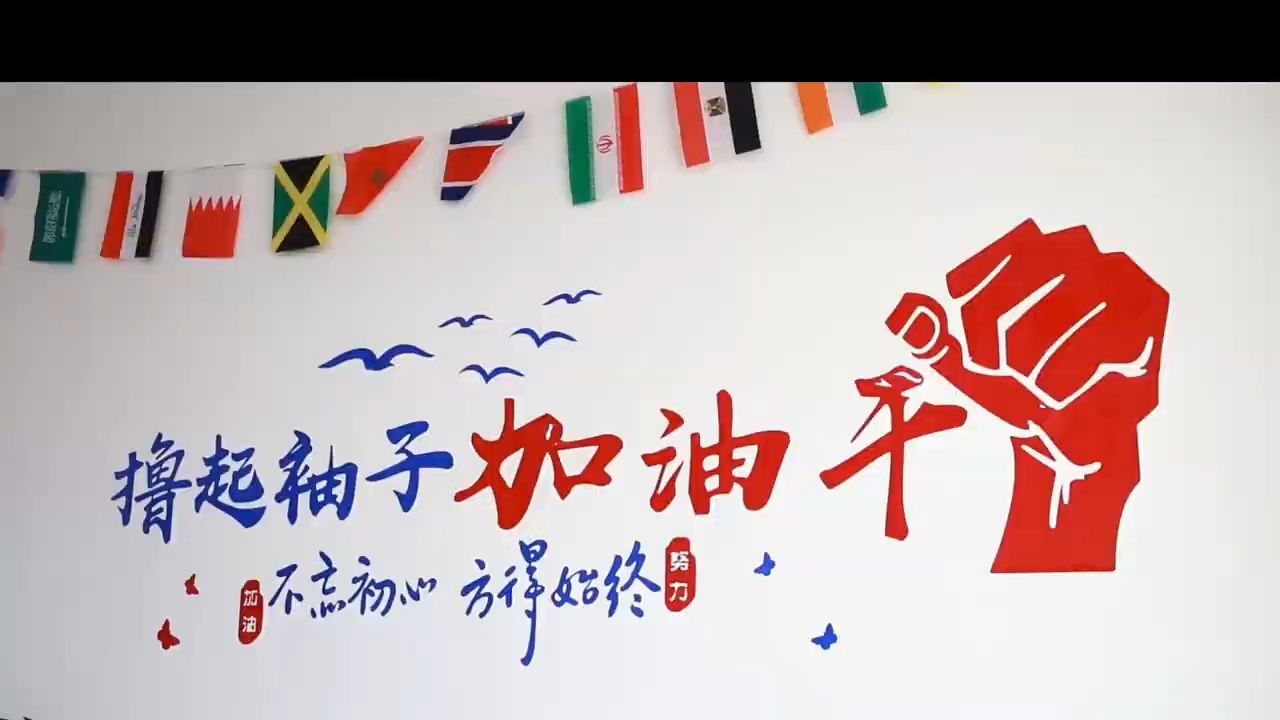 撸起袖子加油干
加油
不忘初心 方得始终
努力